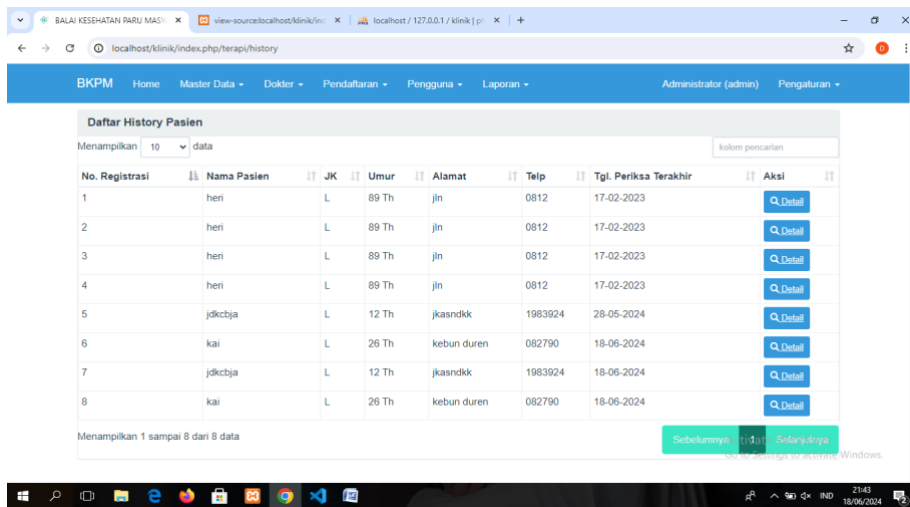 BALAI KESEHATAN PARU MASY
view-source:localhost/klinik/ind
localhost / 127.0.0.1 / klinik | ph
localhost/klinik/index.php/terapi/history
D
BKPM Home Master Data Dokter Pendaftaran Pengguna Laporan Administrator (admin) Pengaturan
Daftar History Pasien
Menampilkan 10 data kolom pencarian
No. Registrasi Nama Pasien JK Umur Alamat Telp Tgl. Periksa Terakhir Aksi
1 heri L 89 Th jln 0812 17-02-2023 Detail
2 heri L 89 Th jln 0812 17-02-2023 Detail
3 heri L 89 Th jln 0812 17-02-2023 Detail
4 heri L 89 Th jln 0812 17-02-2023 Detail
5 jdkcbja L 12 Th jkasndkk 1983924 28-05-2024 Detail
6 kai L 26 Th kebun duren 082790 18-06-2024 Detail
7 jdkcbja L 12 Th jkasndkk 1983924 18-06-2024 Detail
8 kai L 26 Th kebun duren 082790 18-06-2024 Detail
Menampilkan 1 sampai 8 dari 8 data Sebelumnya 1 Selanjutnya
Go to Settings to activate Windows.
IND 21:43
18/06/2024